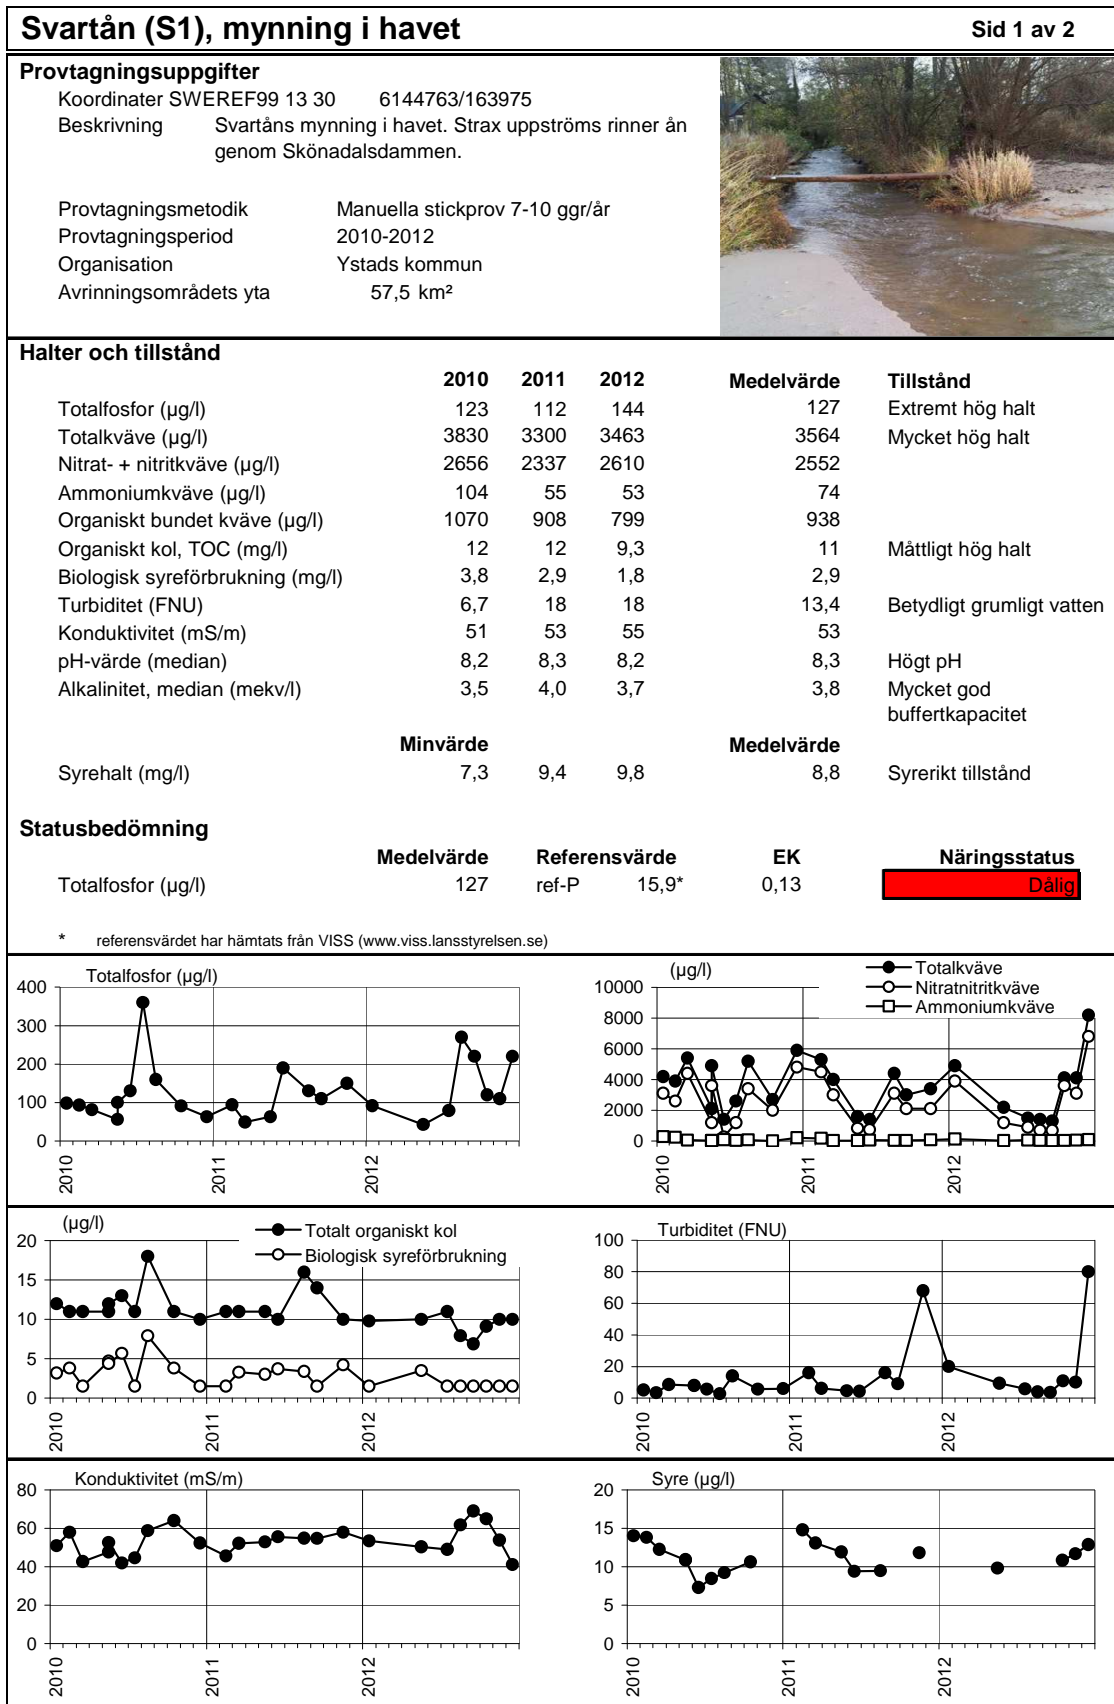 Svartån (S1), mynning i havet Sid 1 av 2
Provtagningsuppgifter
Koordinater SWEREF99 13 30 6144763/163975
Beskrivning Svartåns mynning i havet. Strax uppströms rinner ån
genom Skönadalsdammen.
Provtagningsmetodik Manuella stickprov 7-10 ggr/år
Provtagningsperiod 2010-2012
Organisation Ystads kommun
Avrinningsområdets yta 57,5 km²
Halter och tillstånd
2010 2011 2012 Medelvärde Tillstånd
Totalfosfor (µg/l) 123 112 144 127 Extremt hög halt
Totalkväve (µg/l) 3830 3300 3463 3564 Mycket hög halt
Nitrat- + nitritkväve (µg/l) 2656 2337 2610 2552
Ammoniumkväve (µg/l) 104 55 53 74
Organiskt bundet kväve (µg/l) 1070 908 799 938
Organiskt kol, TOC (mg/l) 12 12 9,3 11 Måttligt hög halt
Biologisk syreförbrukning (mg/l) 3,8 2,9 1,8 2,9
Turbiditet (FNU) 6,7 18 18 13,4 Betydligt grumligt vatten
Konduktivitet (mS/m) 51 53 55 53
pH-värde (median) 8,2 8,3 8,2 8,3 Högt pH
Alkalinitet, median (mekv/l) 3,5 4,0 3,7 3,8 Mycket god
buffertkapacitet
Minvärde Medelvärde
Syrehalt (mg/l) 7,3 9,4 9,8 8,8 Syrerikt tillstånd
Statusbedömning
Medelvärde Referensvärde EK Näringsstatus
Totalfosfor (µg/l) 127 ref-P 15,9* 0,13 Dålig
* referensvärdet har hämtats från VISS (www.viss.lansstyrelsen.se)
Totalfosfor (µg/l)
400
300
200
100
0
2010 2011 2012
(µg/l)
Totalkväve
Nitratnitritkväve
Ammoniumkväve
10000
8000
6000
4000
2000
0
2010 2011 2012
(µg/l)
Totalt organiskt kol
Biologisk syreförbrukning
20
15
10
5
0
2010 2011 2012
Turbiditet (FNU)
100
80
60
40
20
0
2010 2011 2012
Konduktivitet (mS/m)
80
60
40
20
0
2010 2011 2012
Syre (µg/l)
20
15
10
5
0
2010 2011 2012